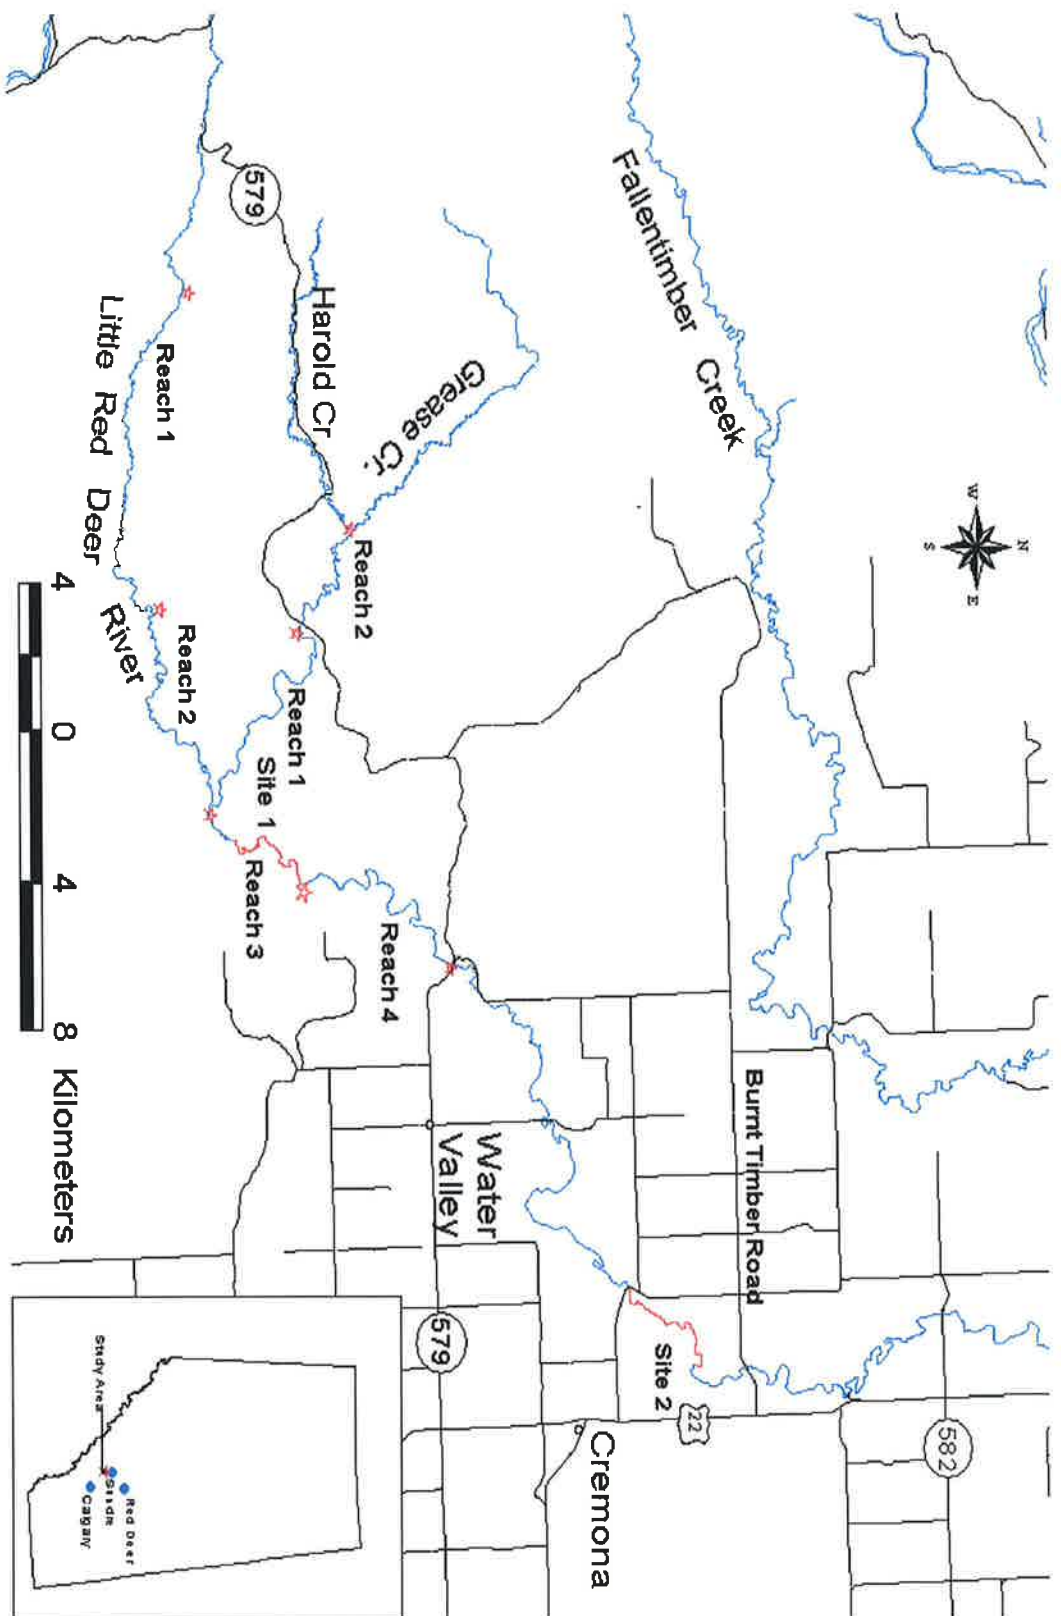 Fallentimber Creek
N
W
E
S
579
Harold Cr
Grease Cr.
Reach 1
Little Red Deer River
Reach 2
Reach 2
Reach 1
Site 1
Reach 3
Reach 4
Burnt Timber Road
Water
Valley
579
Site 2
22
582
Cremona
4 0 4 8 Kilometers
Study Area
Red Deer
Sundre
Calgary